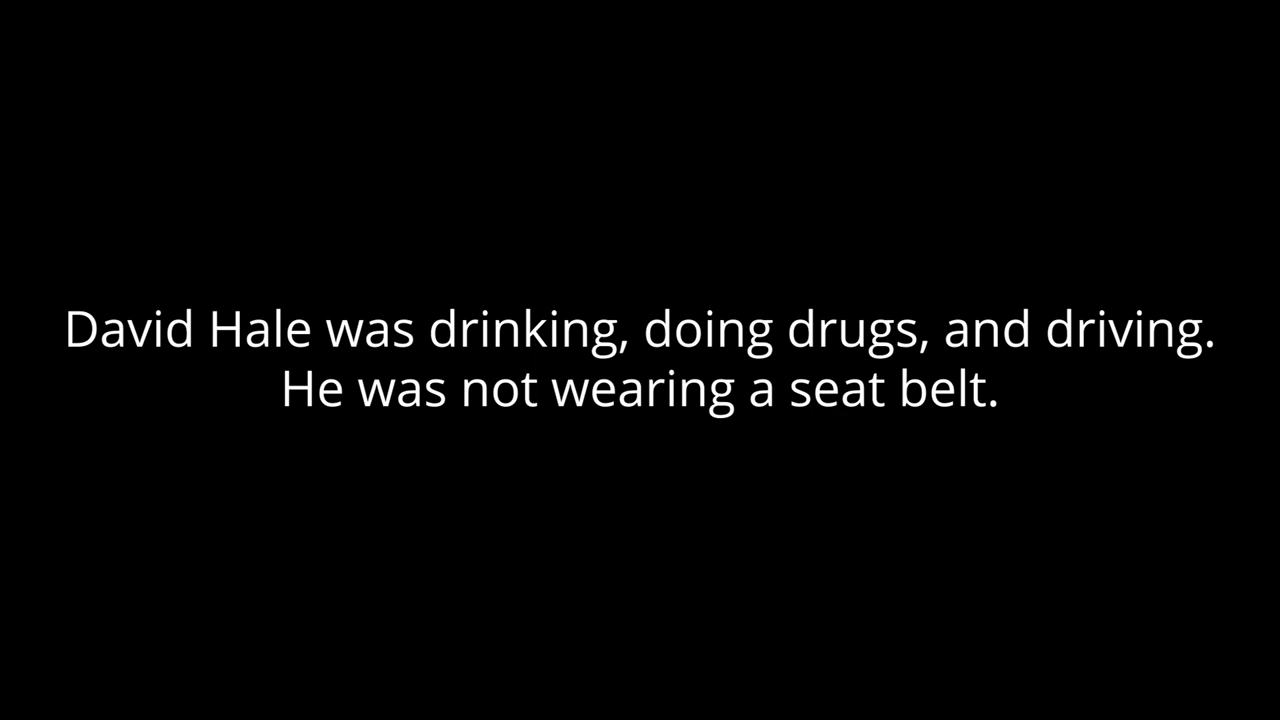 David Hale was drinking, doing drugs, and driving.
He was not wearing a seat belt.